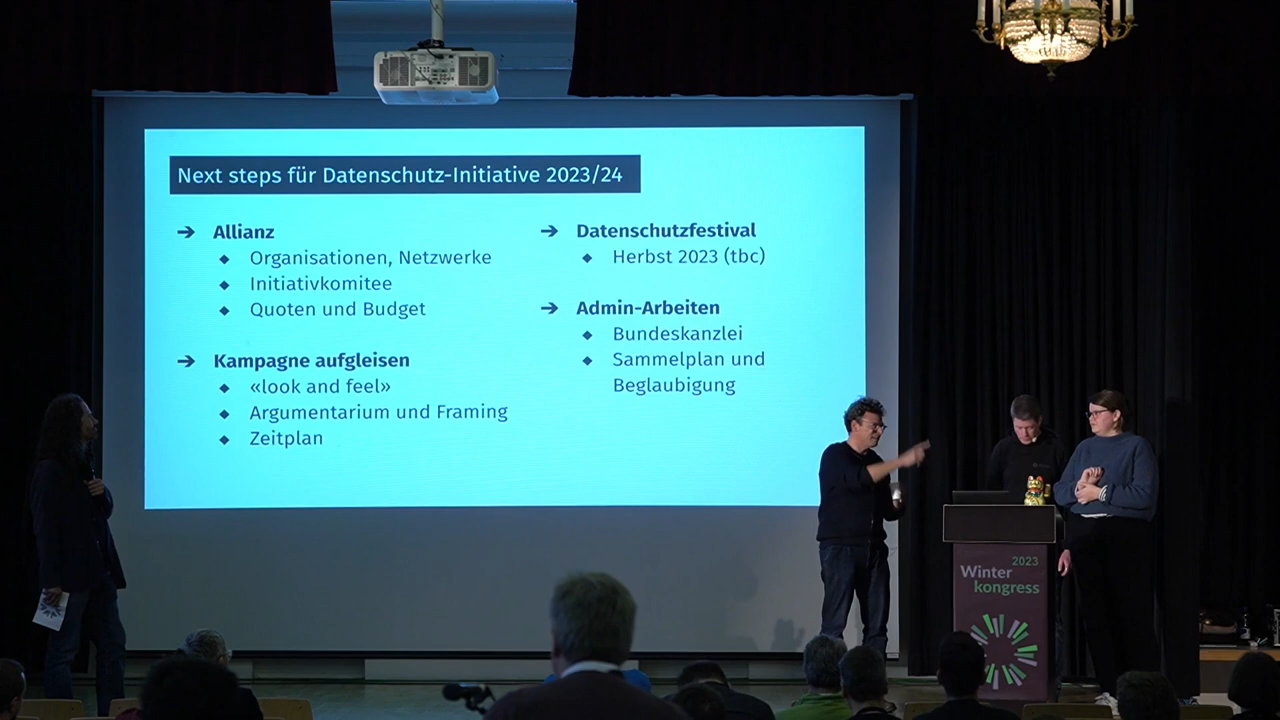 Next steps für Datenschutz-Initiative 2023/24
➔ Allianz
◆ Organisationen, Netzwerke
◆ Initiativkomitee
◆ Quoten und Budget
➔ Kampagne aufgleisen
◆ «look and feel»
◆ Argumentarium und Framing
◆ Zeitplan
➔ Datenschutzfestival
◆ Herbst 2023 (tbc)
➔ Admin-Arbeiten
◆ Bundeskanzlei
◆ Sammelplan und
Beglaubigung
2023
Winter
kongress